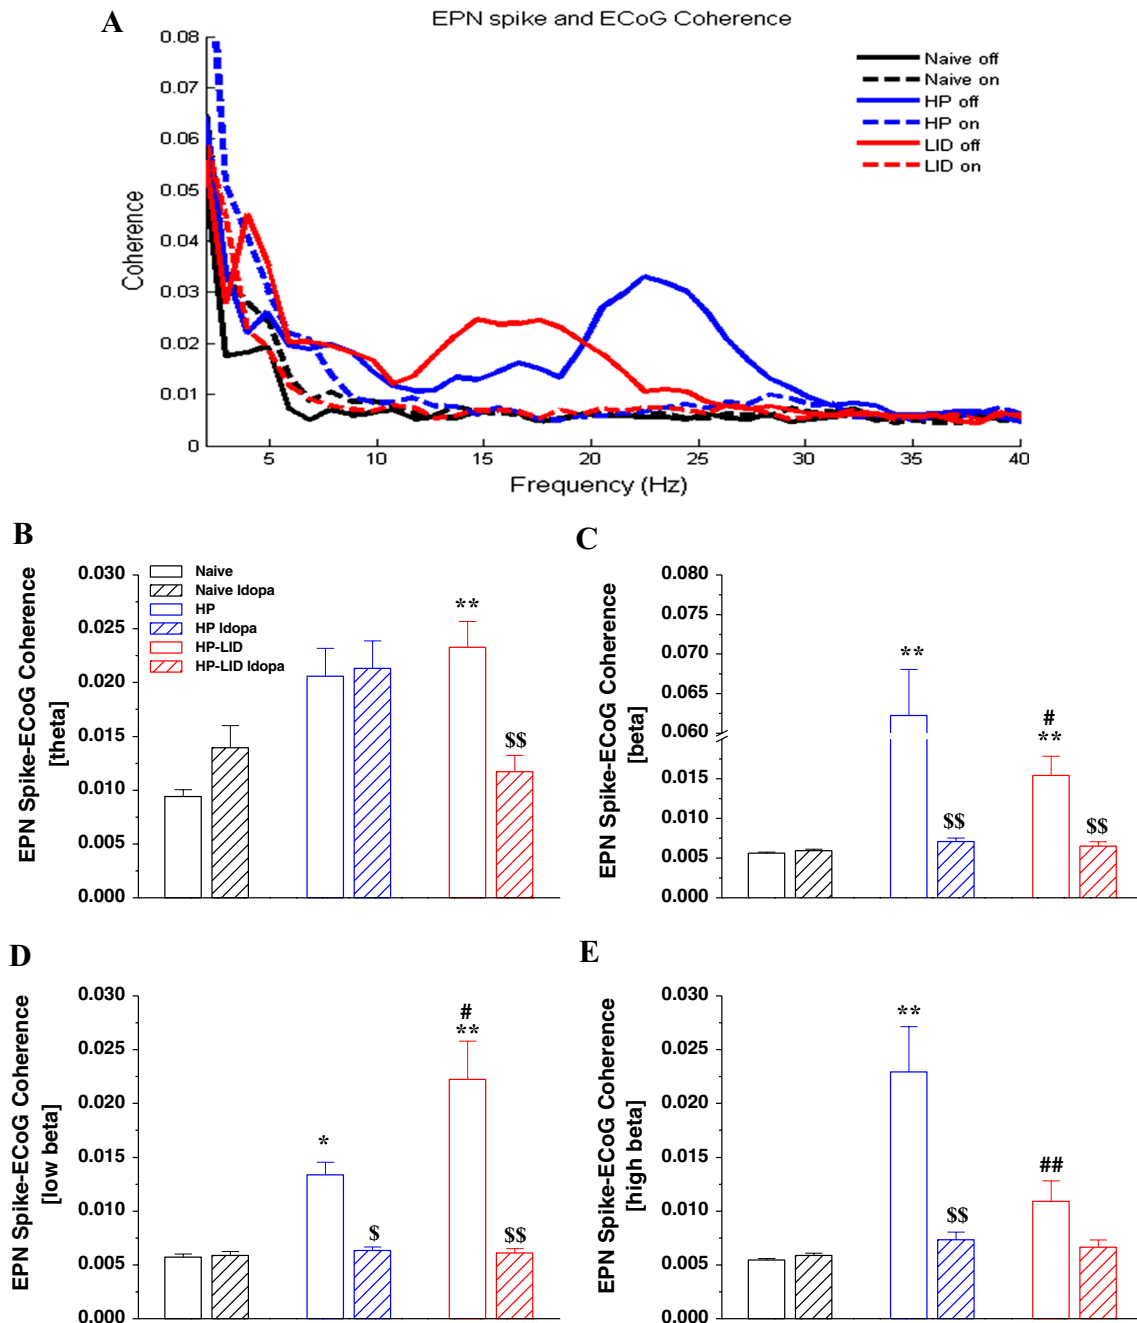 A
EPN spike and ECoG Coherence
0.08
0.07
0.06
0.05
0.04
0.03
0.02
0.01
0
Coherence
Naive off
Naive on
HP off
HP on
LID off
LID on
5 10 15 20 25 30 35 40
Frequency (Hz)
B
EPN Spike-ECoG Coherence
[theta]
0.030
0.025
0.020
0.015
0.010
0.005
0.000
Naive
Naive ldopa
HP
HP ldopa
HP-LID
HP-LID ldopa
**
$$
C
EPN Spike-ECoG Coherence
[beta]
0.080
0.075
0.070
0.065
0.060
0.015
0.010
0.005
0.000
**
$$
#
**
$$
D
EPN Spike-ECoG Coherence
[low beta]
0.030
0.025
0.020
0.015
0.010
0.005
0.000
*
$
#
**
$$
E
EPN Spike-ECoG Coherence
[high beta]
0.030
0.025
0.020
0.015
0.010
0.005
0.000
**
$$
##